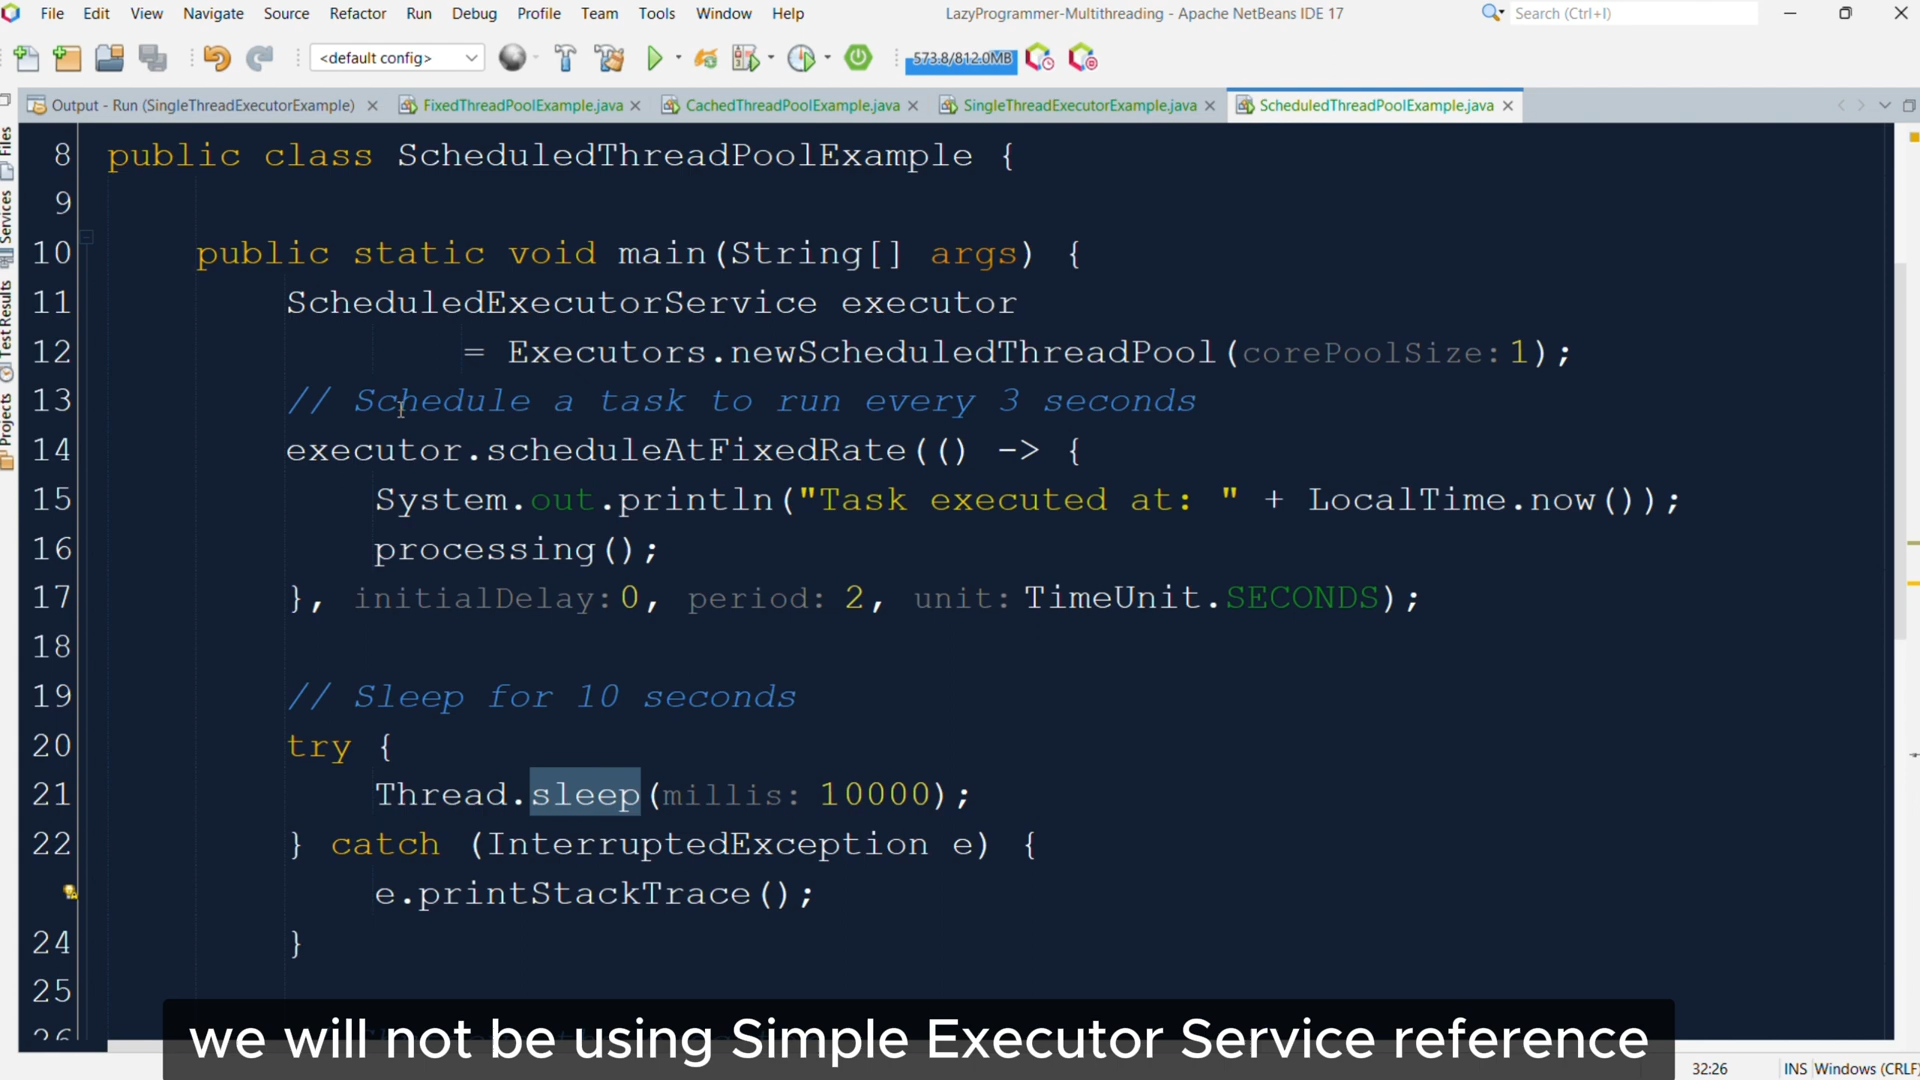 File Edit View Navigate Source Refactor Run Debug Profile Team Tools Window Help
LazyProgrammer-Multithreading - Apache NetBeans IDE 17
Search (Ctrl+I)
<default config>
573.8/812.0MB
Output - Run (SingleThreadExecutorExample)
FixedThreadPoolExample.java
CachedThreadPoolExample.java
SingleThreadExecutorExample.java
ScheduledThreadPoolExample.java
Files
Services
Test Results
Projects
8 public class ScheduledThreadPoolExample {
9
10 public static void main(String[] args) {
11 ScheduledExecutorService executor
12 = Executors.newScheduledThreadPool(corePoolSize:1);
13 // Schedule a task to run every 3 seconds
14 executor.scheduleAtFixedRate(() -> {
15 System.out.println("Task executed at: " + LocalTime.now());
16 processing();
17 }, initialDelay:0, period: 2, unit: TimeUnit.SECONDS);
18
19 // Sleep for 10 seconds
20 try {
21 Thread.sleep(millis: 10000);
22 } catch (InterruptedException e) {
e.printStackTrace();
24 }
25
26
we will not be using Simple Executor Service reference
32:26 INS Windows (CRLF